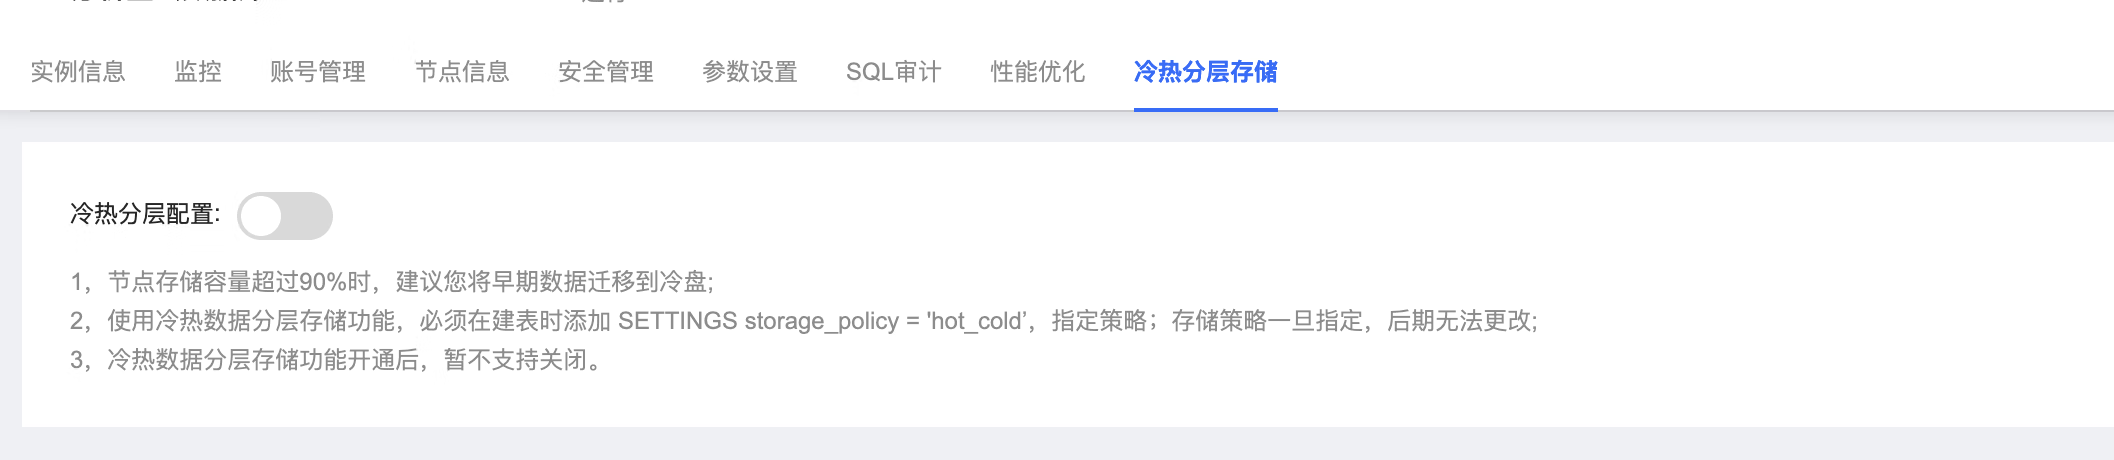 实例信息 监控 账号管理 节点信息 安全管理 参数设置 SQL审计 性能优化 冷热分层存储
冷热分层配置:
1，节点存储容量超过90%时，建议您将早期数据迁移到冷盘;
2，使用冷热数据分层存储功能，必须在建表时添加 SETTINGS storage_policy = 'hot_cold’，指定策略；存储策略一旦指定，后期无法更改;
3，冷热数据分层存储功能开通后，暂不支持关闭。